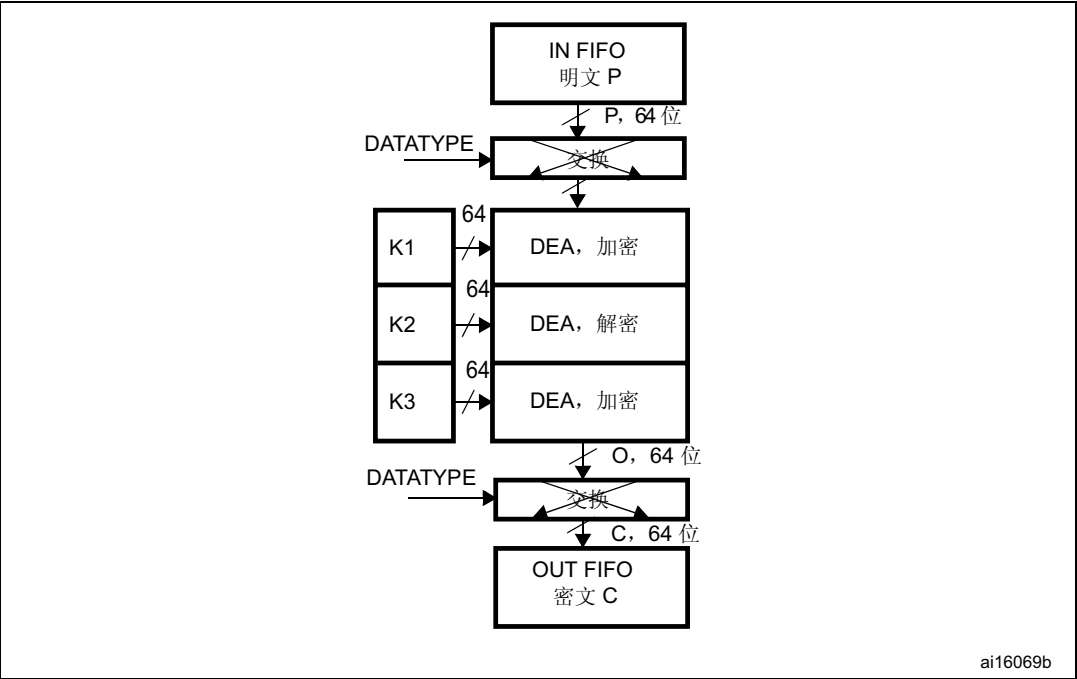 IN FIFO
明文 P
P，64 位
DATATYPE
交换
64
K1
DEA，加密
64
K2
DEA，解密
64
K3
DEA，加密
O，64 位
DATATYPE
交换
C，64 位
OUT FIFO
密文 C
ai16069b